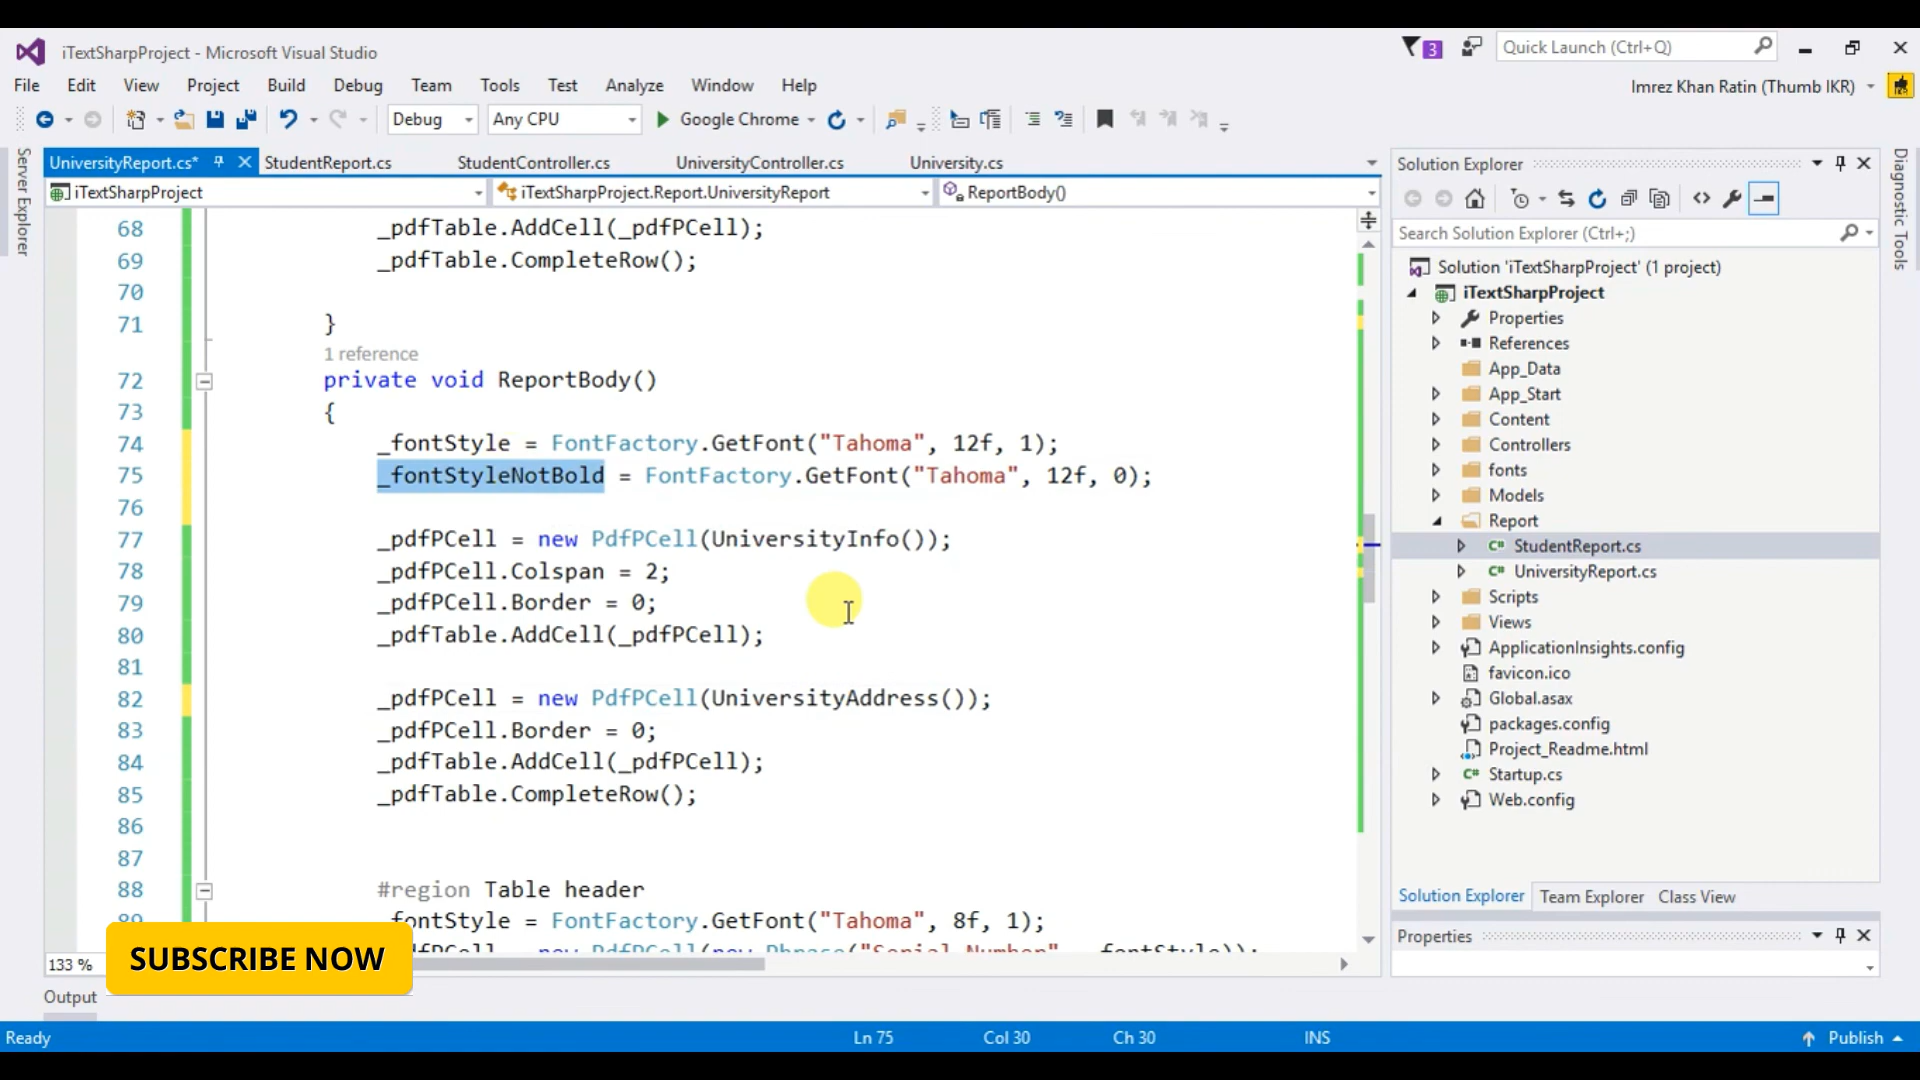 iTextSharpProject - Microsoft Visual Studio
3
Quick Launch (Ctrl+Q)
File Edit View Project Build Debug Team Tools Test Analyze Window Help
Imrez Khan Ratin (Thumb IKR)
Debug Any CPU Google Chrome
Server Explorer
UniversityReport.cs* StudentReport.cs StudentController.cs UniversityController.cs University.cs
iTextSharpProject iTextSharpProject.Report.UniversityReport ReportBody()
68 _pdfTable.AddCell(_pdfPCell);
69 _pdfTable.CompleteRow();
70
71 }
1 reference
72 private void ReportBody()
73 {
74 _fontStyle = FontFactory.GetFont("Tahoma", 12f, 1);
75 _fontStyleNotBold = FontFactory.GetFont("Tahoma", 12f, 0);
76
77 _pdfPCell = new PdfPCell(UniversityInfo());
78 _pdfPCell.Colspan = 2;
79 _pdfPCell.Border = 0;
80 _pdfTable.AddCell(_pdfPCell);
81
82 _pdfPCell = new PdfPCell(UniversityAddress());
83 _pdfPCell.Border = 0;
84 _pdfTable.AddCell(_pdfPCell);
85 _pdfTable.CompleteRow();
86
87
88 #region Table header
89 _fontStyle = FontFactory.GetFont("Tahoma", 8f, 1);
new PdfPCell(new Phrase("Serial Number", _fontStyle));
133 %
SUBSCRIBE NOW
Output
Solution Explorer
Search Solution Explorer (Ctrl+;)
Solution 'iTextSharpProject' (1 project)
iTextSharpProject
Properties
References
App_Data
App_Start
Content
Controllers
fonts
Models
Report
C# StudentReport.cs
C# UniversityReport.cs
Scripts
Views
ApplicationInsights.config
favicon.ico
Global.asax
packages.config
Project_Readme.html
C# Startup.cs
Web.config
Solution Explorer Team Explorer Class View
Properties
Diagnostic Tools
Ready Ln 75 Col 30 Ch 30 INS Publish